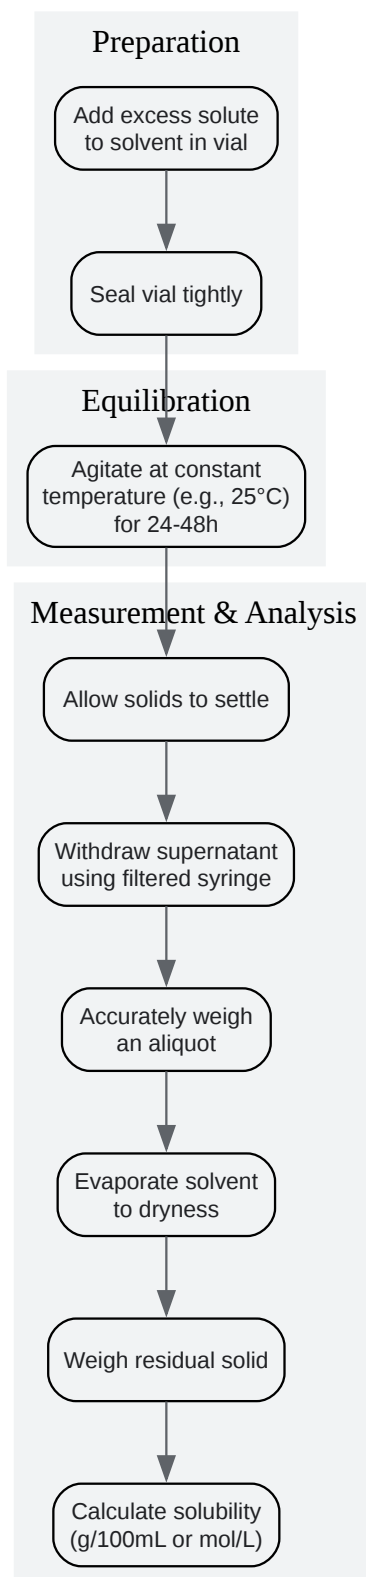 Preparation
Add excess solute
to solvent in vial
Seal vial tightly
Equilibration
Agitate at constant
temperature (e.g., 25°C)
for 24-48h
Measurement & Analysis
Allow solids to settle
Withdraw supernatant
using filtered syringe
Accurately weigh
an aliquot
Evaporate solvent
to dryness
Weigh residual solid
Calculate solubility
(g/100mL or mol/L)